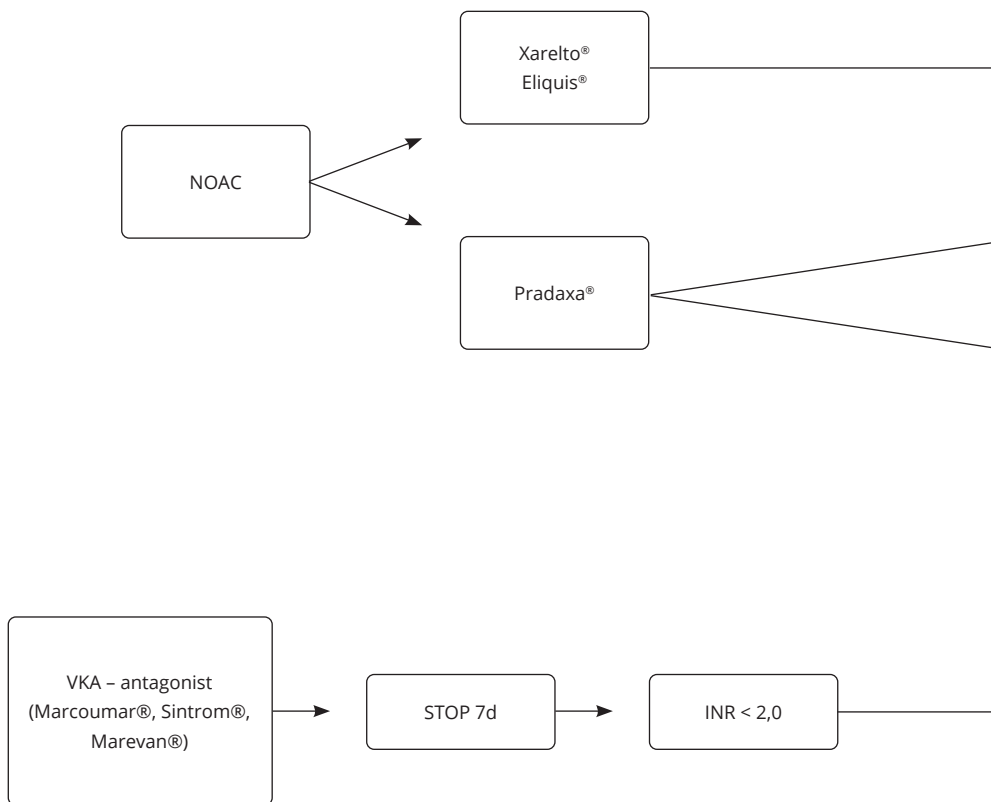 Xarelto®
Eliquis®
NOAC
Pradaxa®
VKA – antagonist
(Marcoumar®, Sintrom®,
Marevan®)
STOP 7d
INR < 2,0